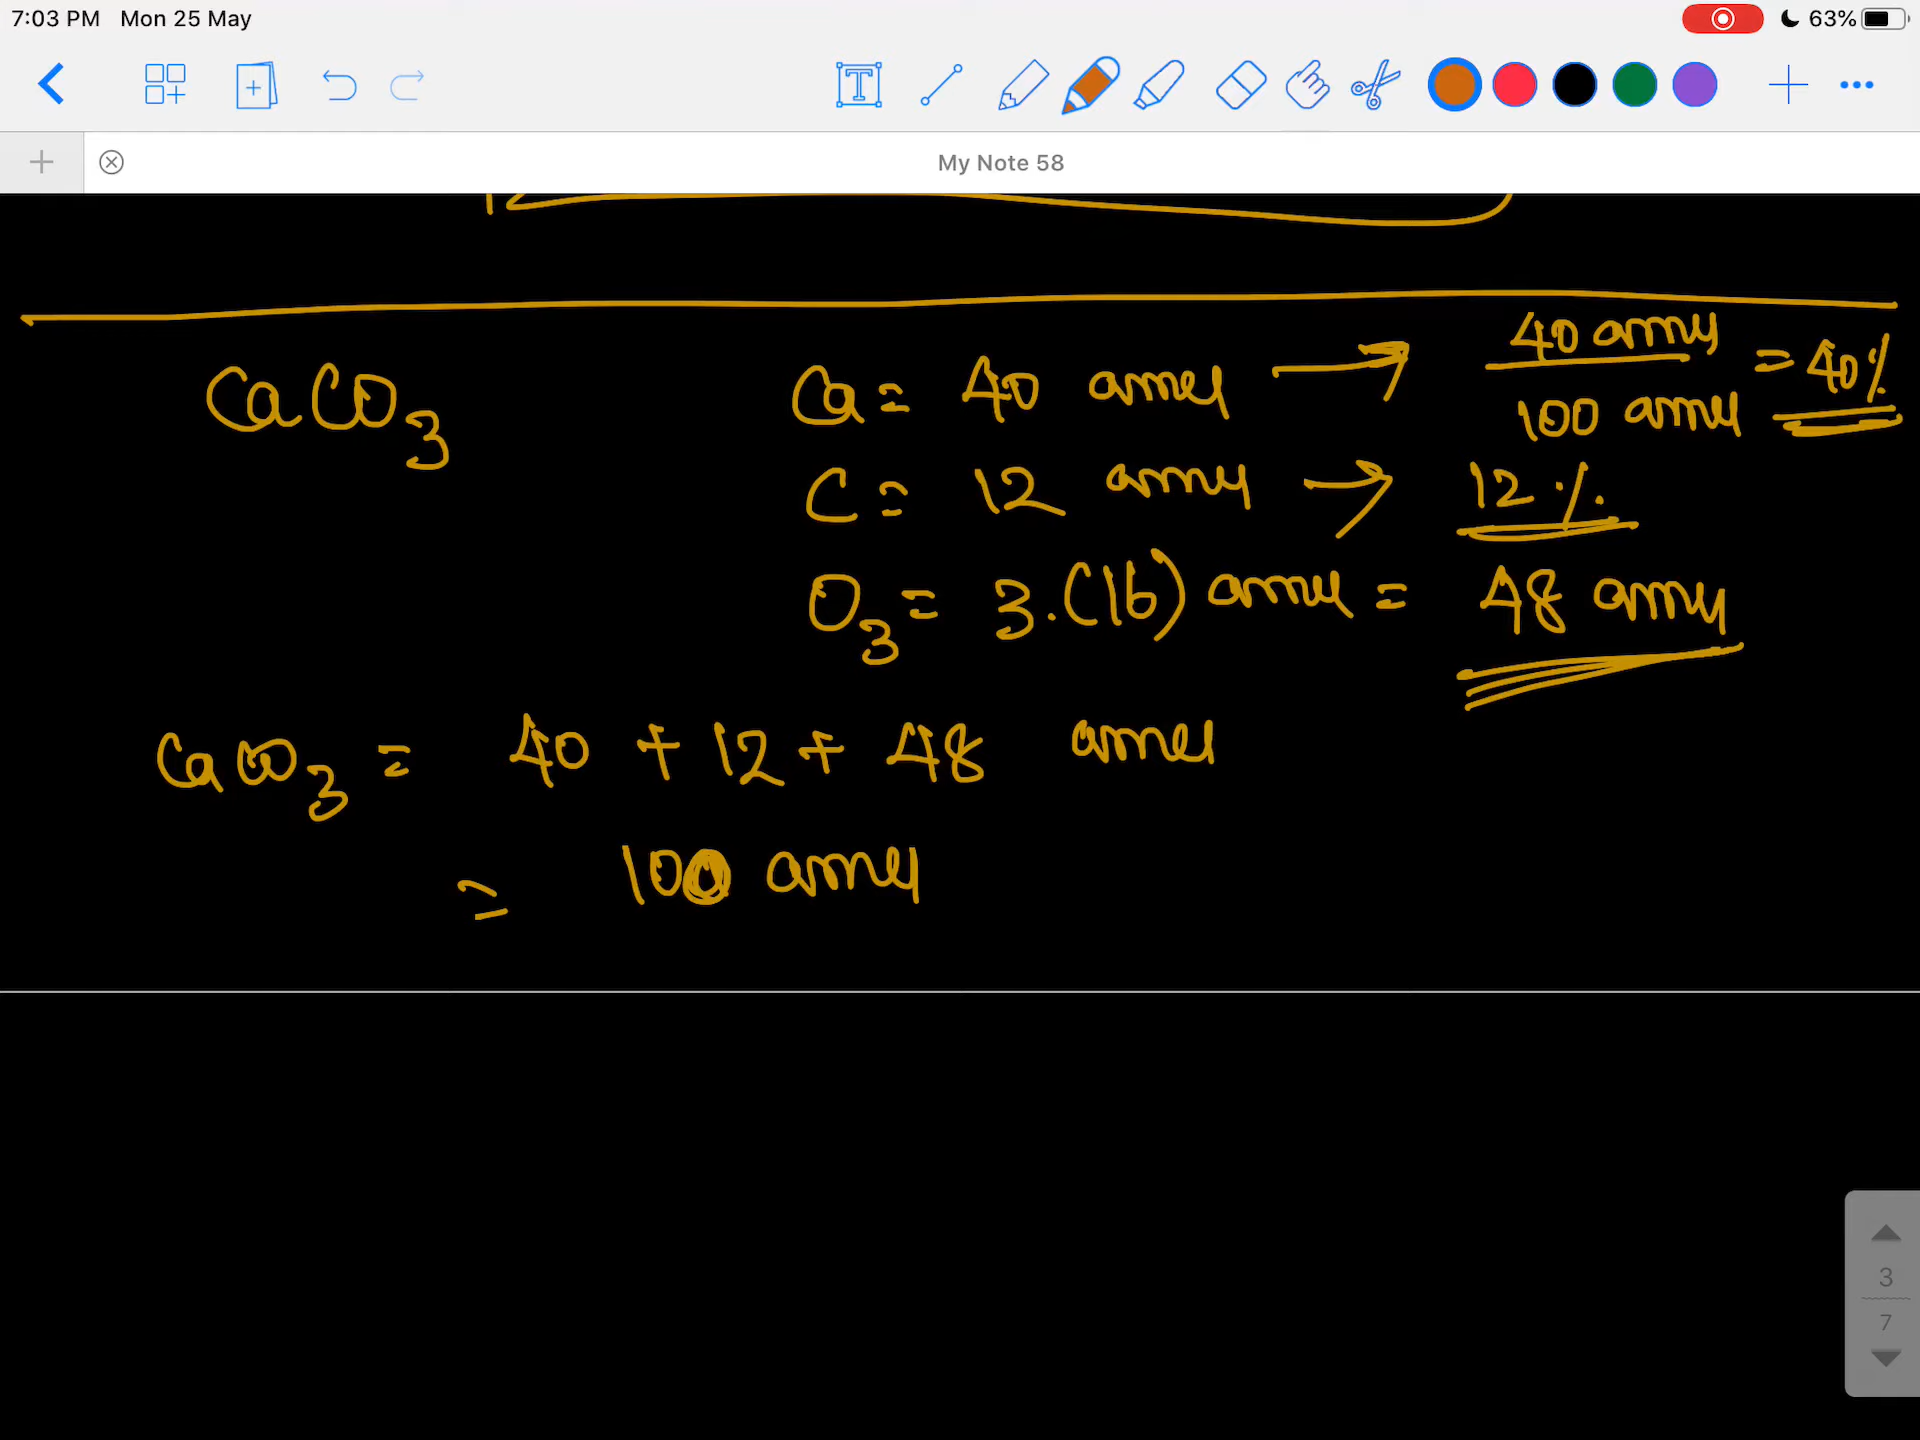 7:03 PM Mon 25 May
63%
T
My Note 58
CaCO3
Ca = 40 amu → 40 amu / 100 amu = 40%
C = 12 amu → 12%
O3 = 3.(16) amu = 48 amu
CaCO3 = 40 + 12 + 48 amu
= 100 amu
3
7